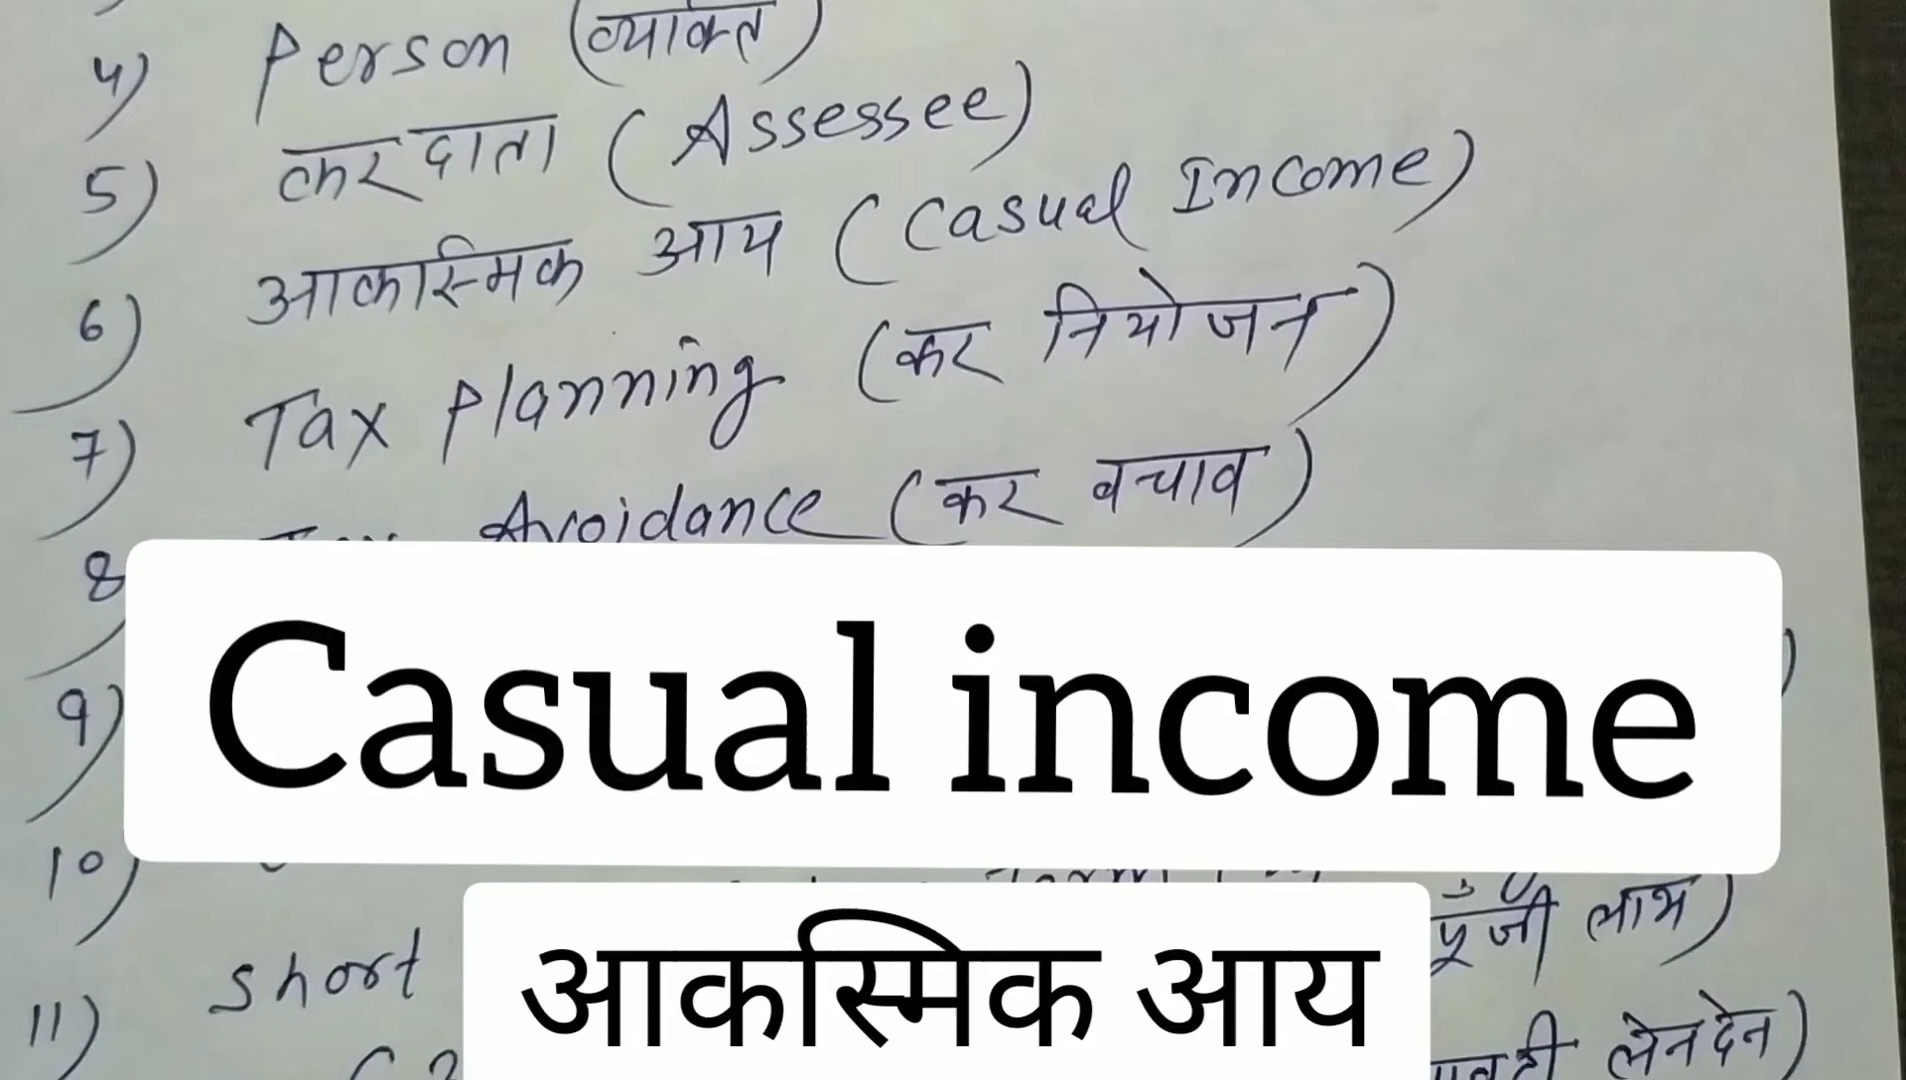 4) Person (व्यक्ति)
5) करदाता (Assessee)
6) आकस्मिक आय (Casual Income)
7) Tax Planning (कर नियोजन)
8 Avoidance (कर बचाव)
Casual income
9)
10)
पूँजी लाभ)
आकस्मिक आय
11) Short
लेनदेन)